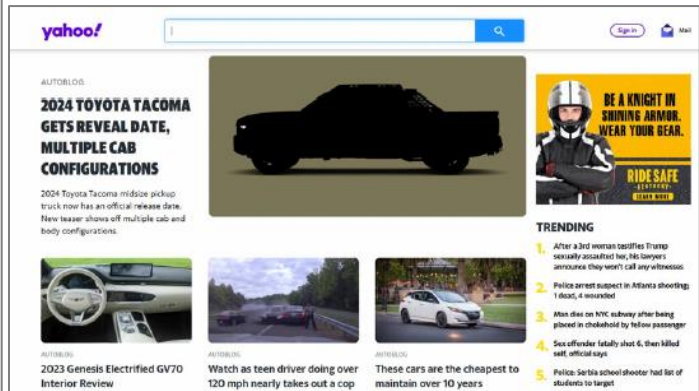 yahoo!
Sign in
Mail
AUTOBLOG
2024 TOYOTA TACOMA
GETS REVEAL DATE,
MULTIPLE CAB
CONFIGURATIONS
2024 Toyota Tacoma midsize pickup
truck now has an official release date.
New teaser shows off multiple cab and
body configurations.
BE A KNIGHT IN
SHINING ARMOR.
WEAR YOUR GEAR.
RIDE SAFE
KENTUCKY
LEARN MORE
TRENDING
1. After a 3rd woman testifies Trump
sexually assaulted her, his lawyers
announce they won't call any witnesses
2. Police arrest suspect in Atlanta shooting;
1 dead, 4 wounded
3. Man dies on NYC subway after being
placed in chokehold by fellow passenger
4. Sex offender fatally shot 6, then killed
self, official says
5. Police: Serbia school shooter had list of
students to target
AUTOBLOG
2023 Genesis Electrified GV70
Interior Review
AUTOBLOG
Watch as teen driver doing over
120 mph nearly takes out a cop
AUTOBLOG
These cars are the cheapest to
maintain over 10 years